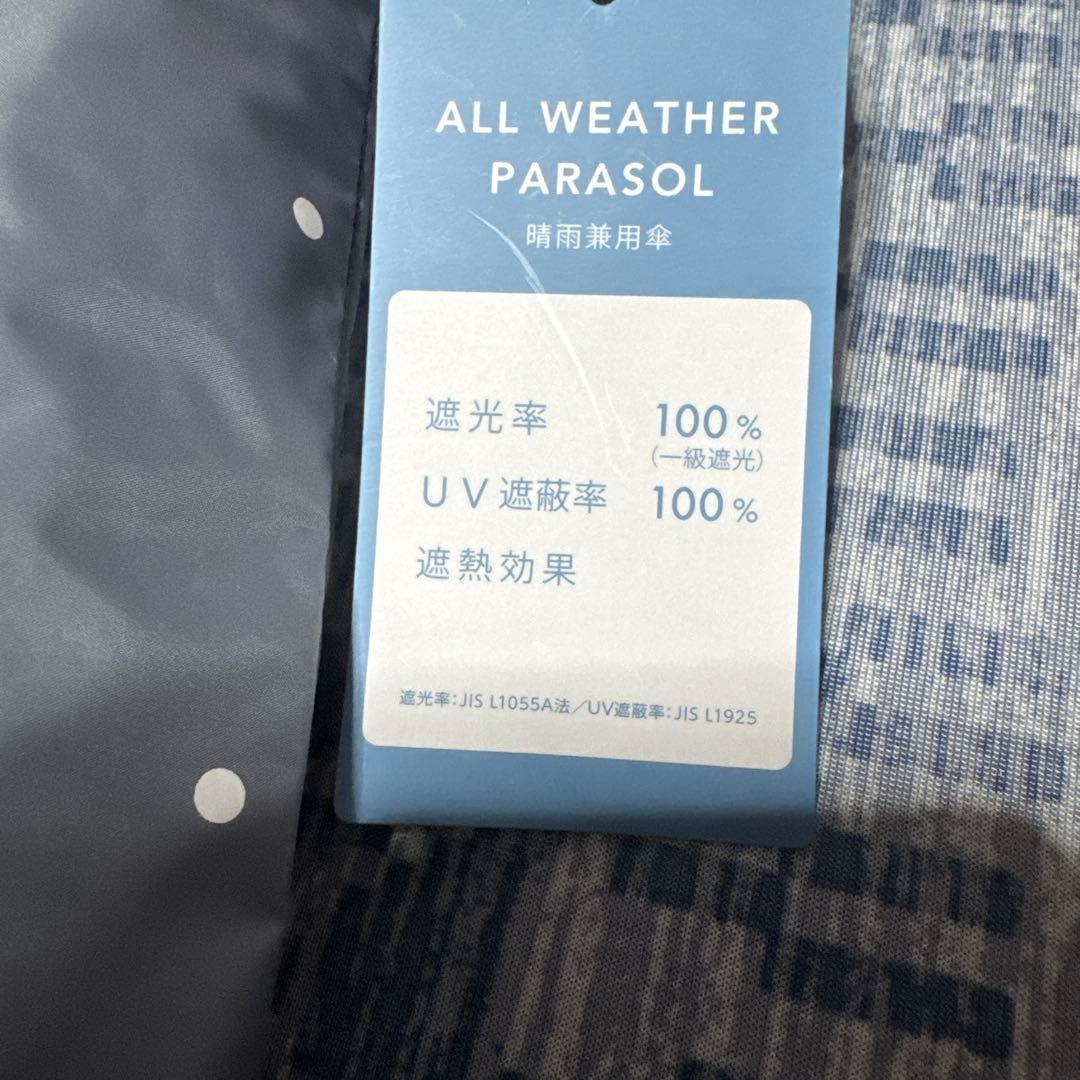 ALL WEATHER
PARASOL
晴雨兼用傘
遮光率 100%
(一級遮光)
UV遮蔽率 100%
遮熱効果
遮光率:JIS L1055A法/UV遮蔽率:JIS L1925